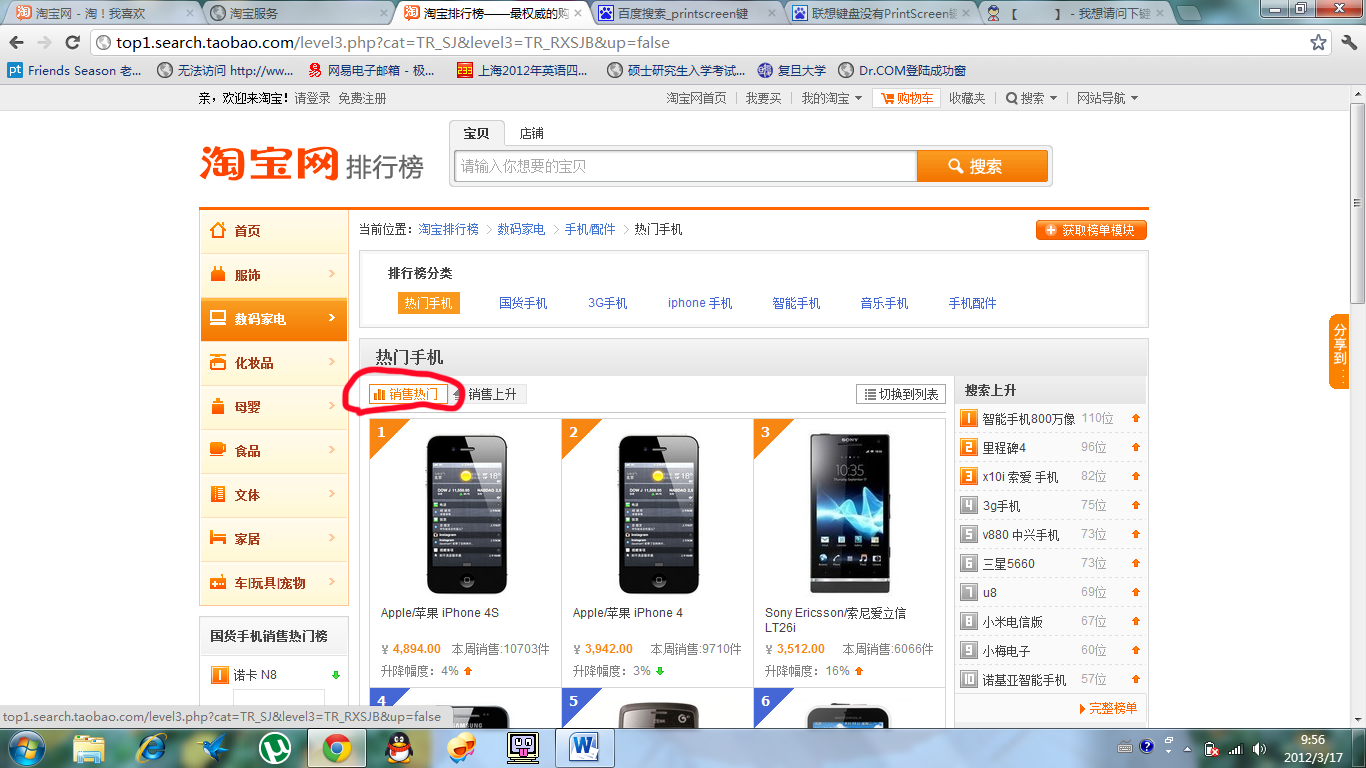 淘宝网 - 淘！我喜欢
淘宝服务
淘宝排行榜——最权威的购
百度搜索_printscreen键
联想键盘没有PrintScreen键
【 】 - 我想请问下键
top1.search.taobao.com/level3.php?cat=TR_SJ&level3=TR_RXSJB&up=false
Friends Season 老...
无法访问 http://ww...
网易电子邮箱 - 极...
上海2012年英语四...
硕士研究生入学考试...
复旦大学
Dr.COM登陆成功窗
亲，欢迎来淘宝！请登录 免费注册
淘宝网首页
我要买
我的淘宝
购物车
收藏夹
搜索
网站导航
宝贝
店铺
淘宝网 排行榜
请输入你想要的宝贝
搜索
首页
服饰
数码家电
化妆品
母婴
食品
文体
家居
车|玩具|宠物
国货手机销售热门榜
1 诺卡 N8
当前位置：淘宝排行榜 > 数码家电 > 手机/配件 > 热门手机
获取榜单模块
排行榜分类
热门手机
国货手机
3G手机
iphone 手机
智能手机
音乐手机
手机配件
热门手机
销售热门
销售上升
切换到列表
1
Apple/苹果 iPhone 4S
¥ 4,894.00 本周销售:10703件
升降幅度：4%
2
Apple/苹果 iPhone 4
¥ 3,942.00 本周销售:9710件
升降幅度：3%
3
SONY
10:35
Sony Ericsson/索尼爱立信
LT26i
¥ 3,512.00 本周销售:6066件
升降幅度：16%
4
SAMSUNG
5
6
搜索上升
1 智能手机800万像 110位
2 里程碑4 96位
3 x10i 索爱 手机 82位
4 3g手机 75位
5 v880 中兴手机 73位
6 三星5660 73位
7 u8 69位
8 小米电信版 67位
9 小梅电子 60位
10 诺基亚智能手机 57位
完整榜单
分享到
top1.search.taobao.com/level3.php?cat=TR_SJ&level3=TR_RXSJB&up=false
9:56
2012/3/17